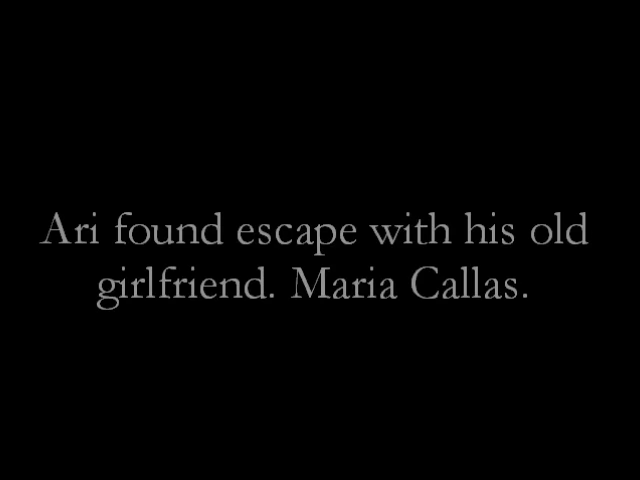 Ari found escape with his old
girlfriend. Maria Callas.